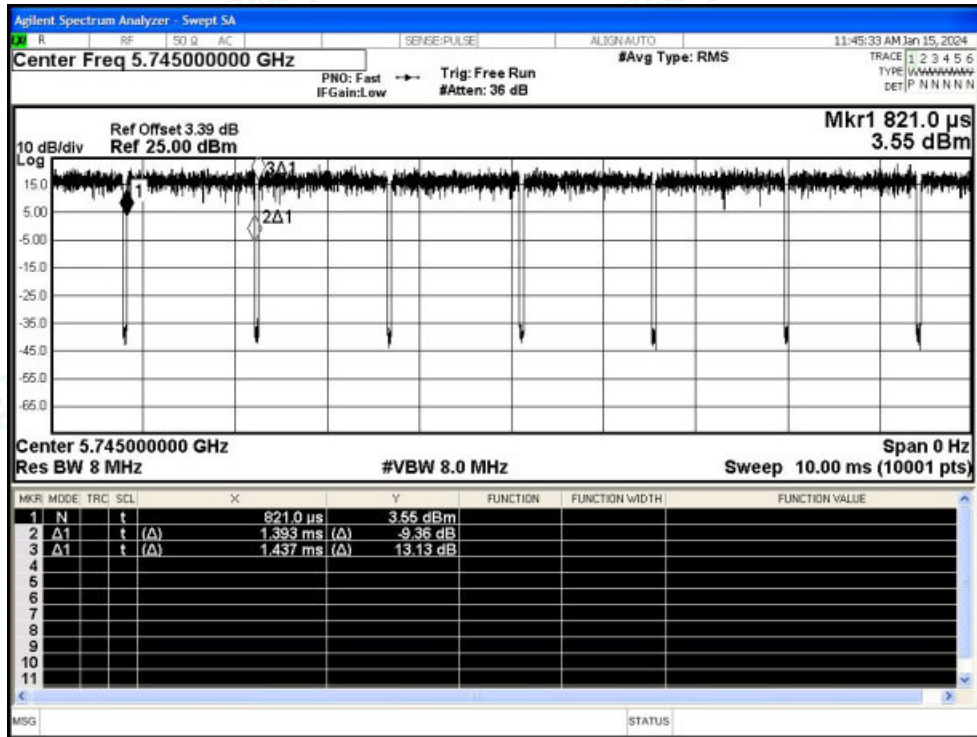 Agilent Spectrum Analyzer - Swept SA
R RF 50 Ω AC SENSE:PULSE ALIGN AUTO 11:45:33 AM Jan 15, 2024
Center Freq 5.745000000 GHz #Avg Type: RMS TRACE 1 2 3 4 5 6
PNO: Fast Trig: Free Run TYPE
IFGain:Low #Atten: 36 dB DET P N N N N N
Mkr1 821.0 µs
Ref Offset 3.39 dB
10 dB/div Ref 25.00 dBm 3.55 dBm
Log
3Δ1
15.0
1
5.00
2Δ1
-5.00
-15.0
-25.0
-35.0
-45.0
-55.0
-65.0
Center 5.745000000 GHz Span 0 Hz
Res BW 8 MHz #VBW 8.0 MHz Sweep 10.00 ms (10001 pts)
MKR MODE TRC SCL X Y FUNCTION FUNCTION WIDTH FUNCTION VALUE
1 N t 821.0 µs 3.55 dBm
2 Δ1 t (Δ) 1.393 ms (Δ) -9.36 dB
3 Δ1 t (Δ) 1.437 ms (Δ) 13.13 dB
4
5
6
7
8
9
10
11
MSG STATUS